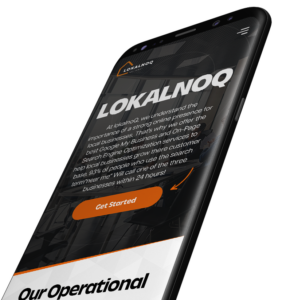 LOKALNOQ
LOKALNOQ
At lokalnoQ, we understand the
importance of a strong online presence for
local businesses. That's why we offer the
best Google My Business and On-Page
Search Engine Optimization services to
help local businesses grow there customer
base. 93% of people who use the search
term"near me" Will call one of the three
businesses within 24 hours!
Get Started
Our Operational